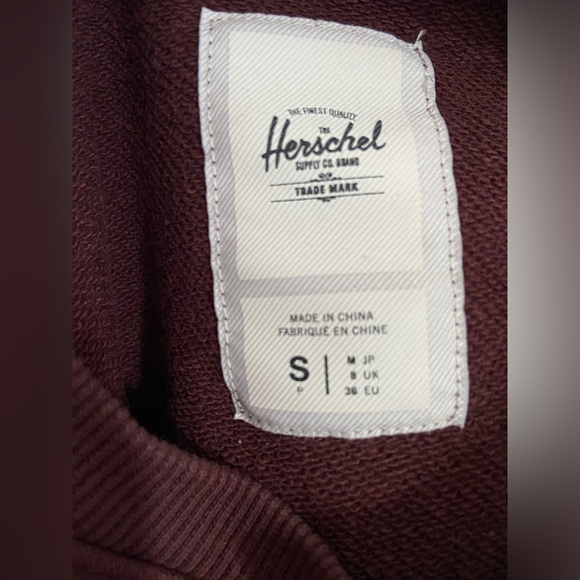 THE FINEST QUALITY
THE
Herschel
SUPPLY CO. BRAND
TRADE MARK
MADE IN CHINA
FABRIQUÉ EN CHINE
S
P
M JP
8 UK
36 EU